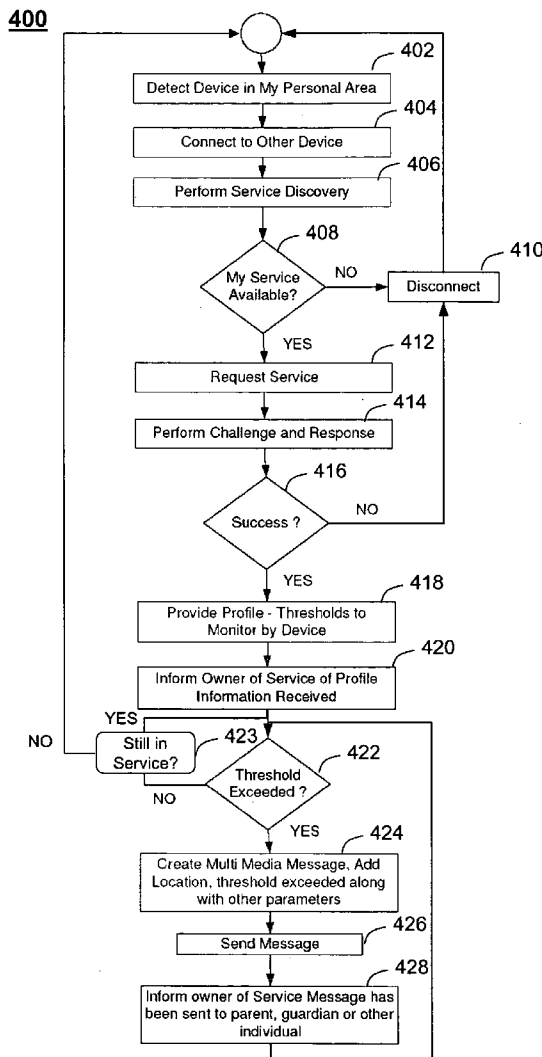 400
402
Detect Device in My Personal Area
404
Connect to Other Device
406
Perform Service Discovery
408
My Service
Available?
NO
410
Disconnect
YES
412
Request Service
414
Perform Challenge and Response
416
Success ?
NO
YES
418
Provide Profile - Thresholds to
Monitor by Device
420
Inform Owner of Service of Profile
Information Received
YES
NO
Still in
Service?
423
422
Threshold
Exceeded ?
NO
YES
424
Create Multi Media Message, Add
Location, threshold exceeded along
with other parameters
426
Send Message
428
Inform owner of Service Message has
been sent to parent, guardian or other
individual